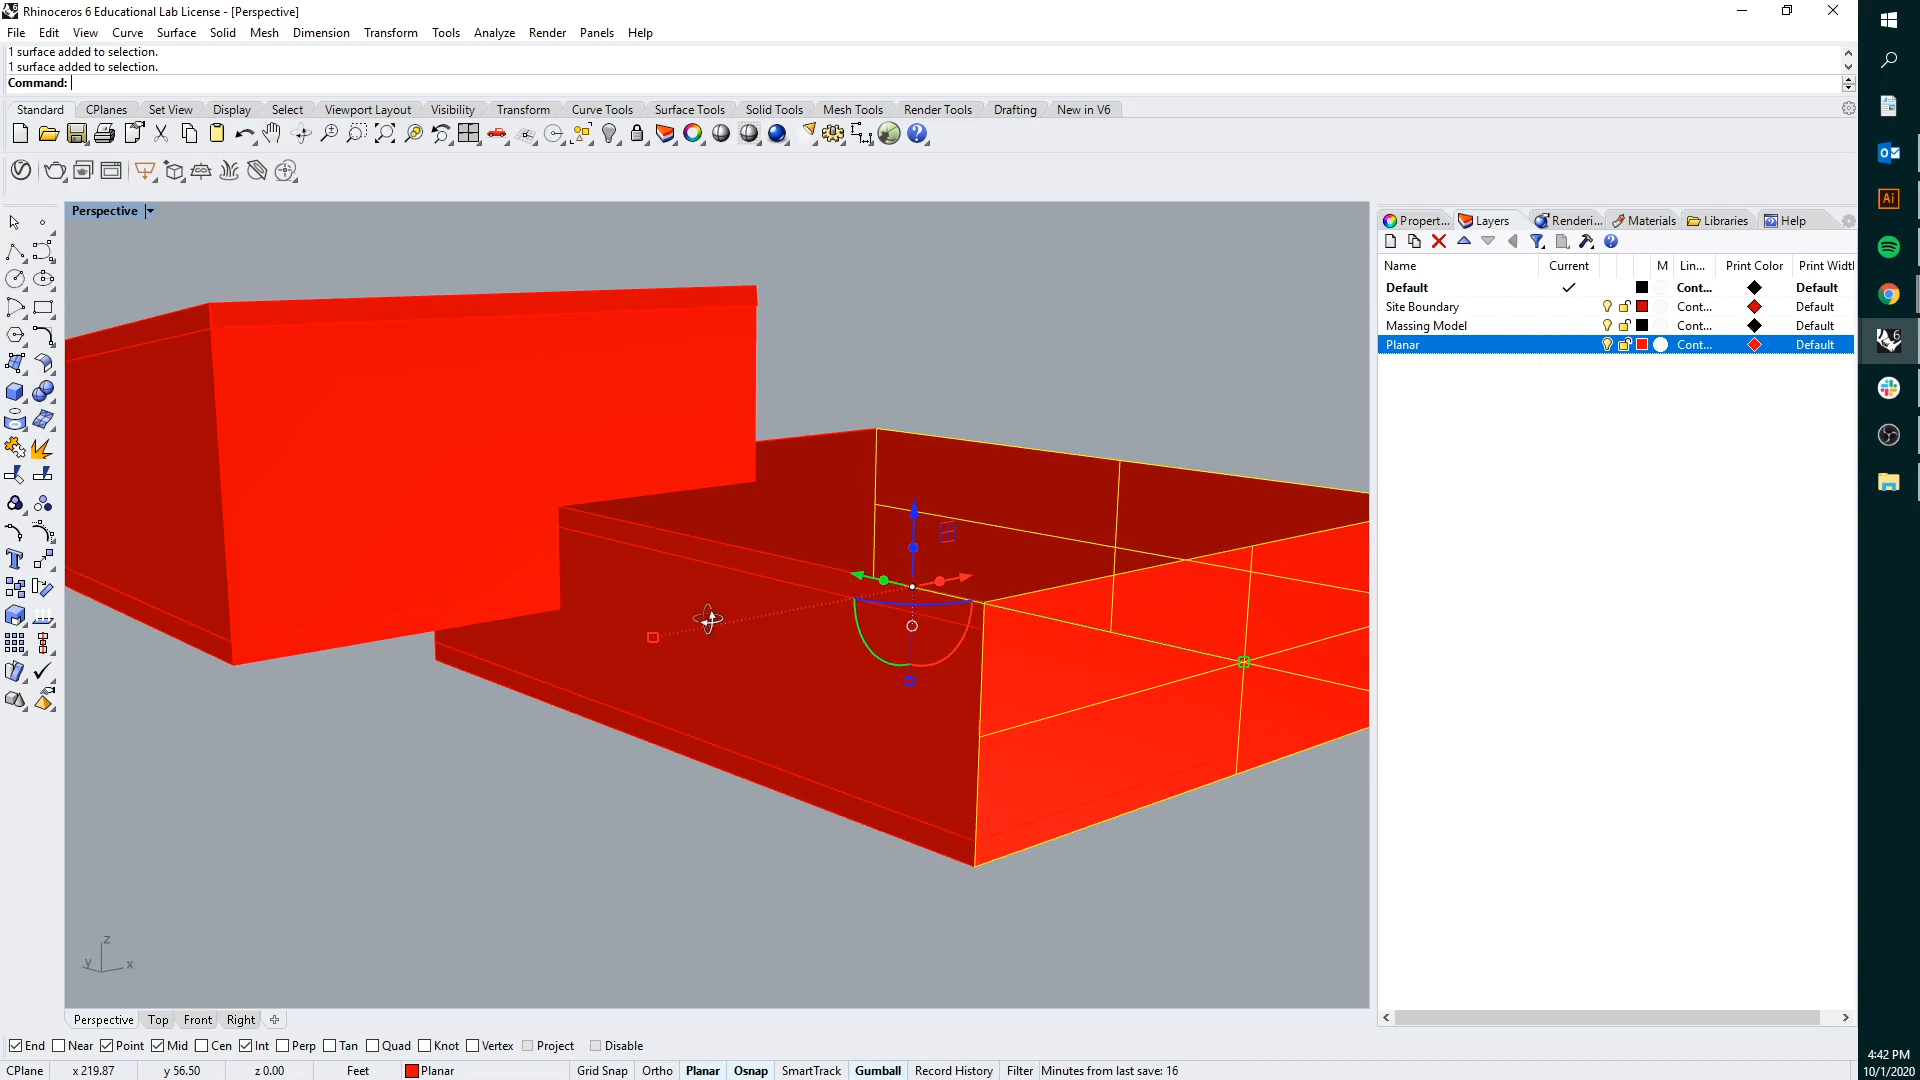 Rhinoceros 6 Educational Lab License - [Perspective]
File Edit View Curve Surface Solid Mesh Dimension Transform Tools Analyze Render Panels Help
1 surface added to selection.
1 surface added to selection.
Command:
Standard CPlanes Set View Display Select Viewport Layout Visibility Transform Curve Tools Surface Tools Solid Tools Mesh Tools Render Tools Drafting New in V6
Perspective
Propert... Layers Renderi... Materials Libraries Help
Name Current M Lin... Print Color Print Widt
Default Cont... Default
Site Boundary Cont... Default
Massing Model Cont... Default
Planar Cont... Default
z
y x
Perspective Top Front Right
End Near Point Mid Cen Int Perp Tan Quad Knot Vertex Project Disable
CPlane x 219.87 y 56.50 z 0.00 Feet Planar Grid Snap Ortho Planar Osnap SmartTrack Gumball Record History Filter Minutes from last save: 16
Ai
6
4:42 PM
10/1/2020